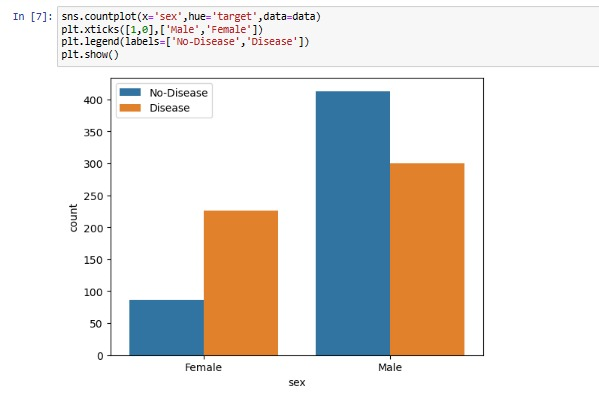 In [7]: sns.countplot(x='sex',hue='target',data=data)
plt.xticks([1,0],['Male','Female'])
plt.legend(labels=['No-Disease','Disease'])
plt.show()
No-Disease
Disease
400
350
300
250
200
150
100
50
0
count
Female Male
sex